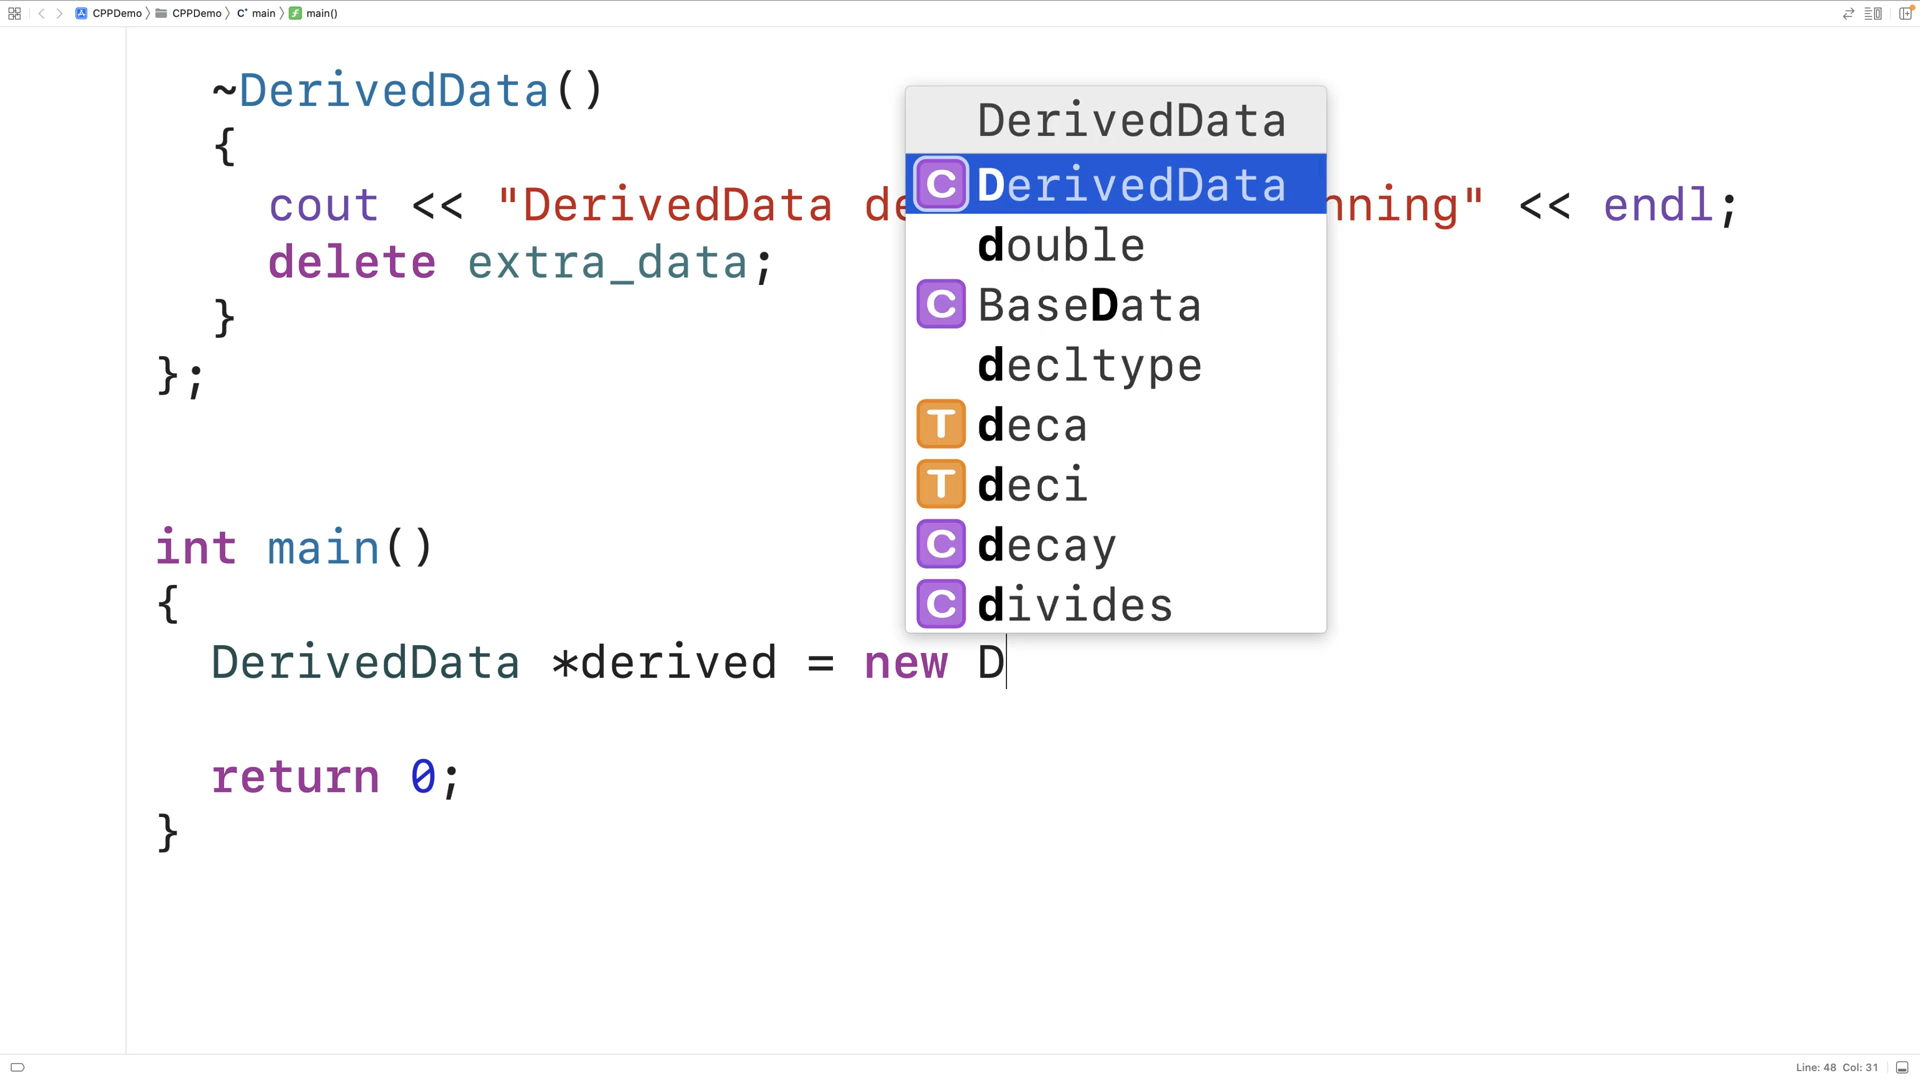 CPPDemo CPPDemo main main()
~DerivedData()
{
cout << "DerivedData de nning" << endl;
delete extra_data;
}
};
DerivedData
C DerivedData
double
C BaseData
decltype
T deca
T deci
C decay
C divides
int main()
{
DerivedData *derived = new D
return 0;
}
Line: 48 Col: 31